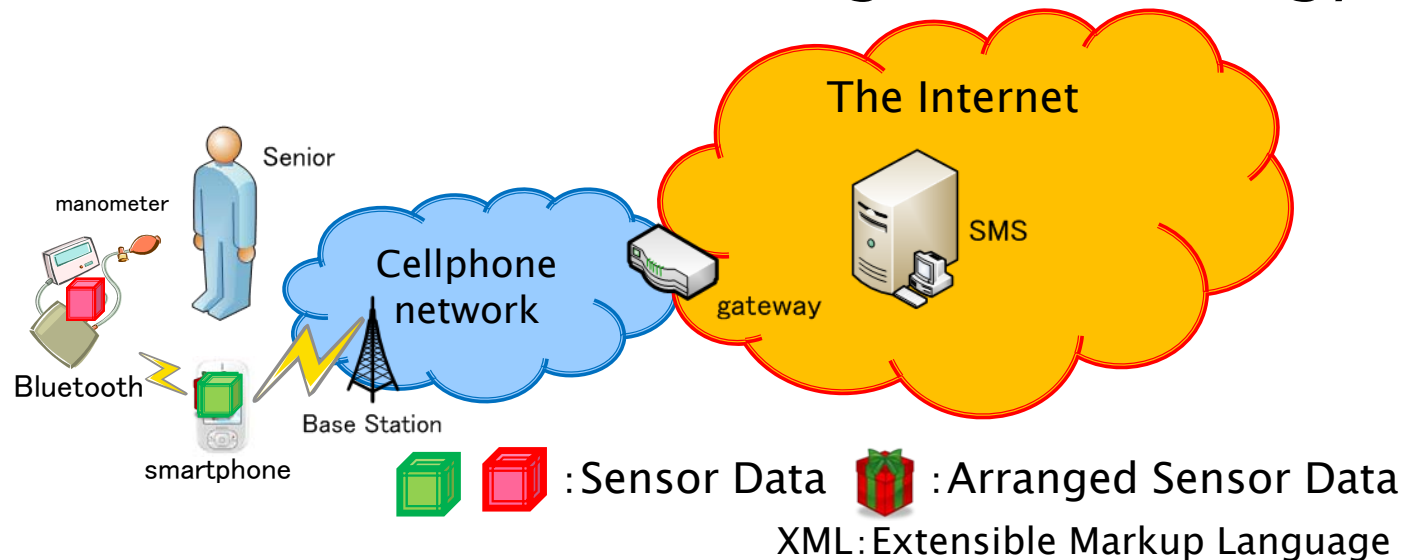 The Internet
Senior
manometer
SMS
Cellphone
network
gateway
Bluetooth
Base Station
smartphone
:Sensor Data
:Arranged Sensor Data
XML:Extensible Markup Language